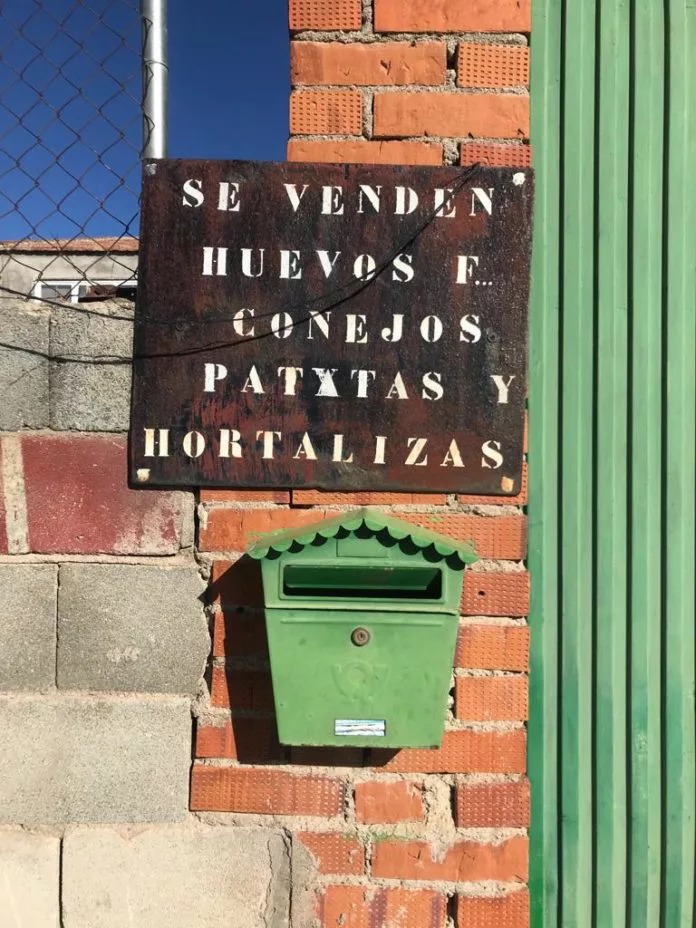 SE VENDEN
HUEVOS F...
CONEJOS
PATXTAS Y
HORTALIZAS